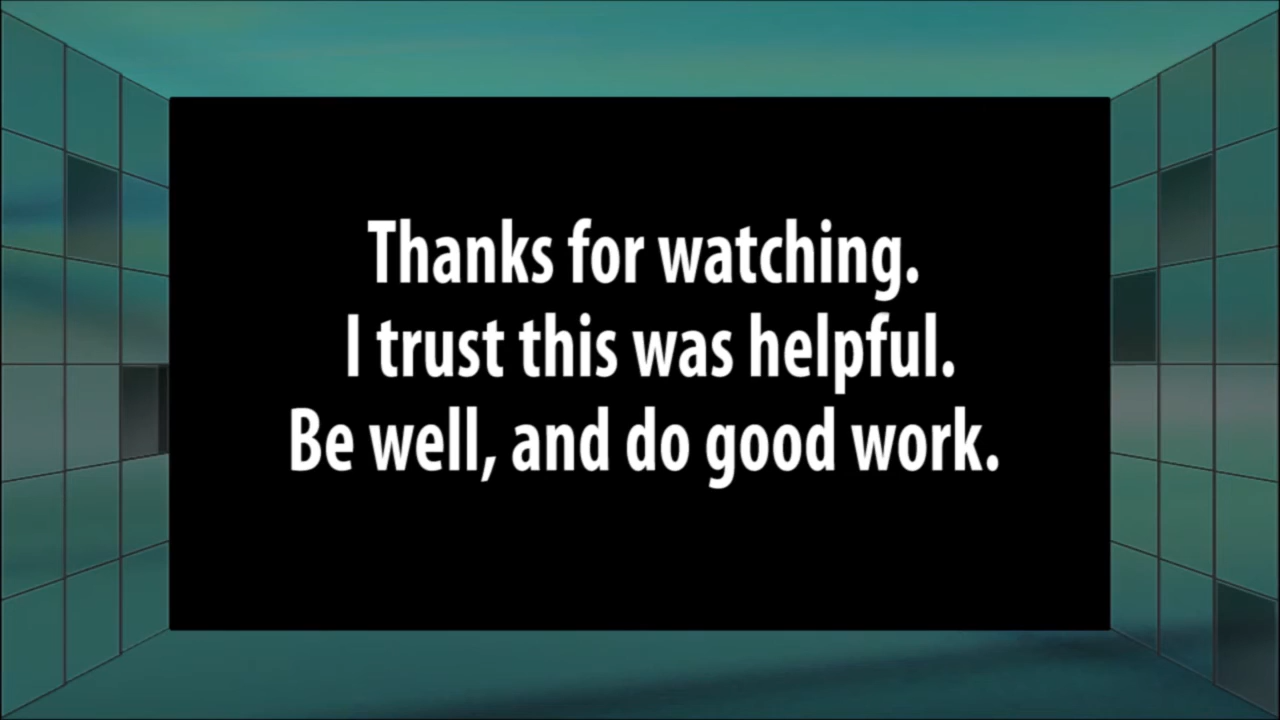 Thanks for watching.
I trust this was helpful.
Be well, and do good work.